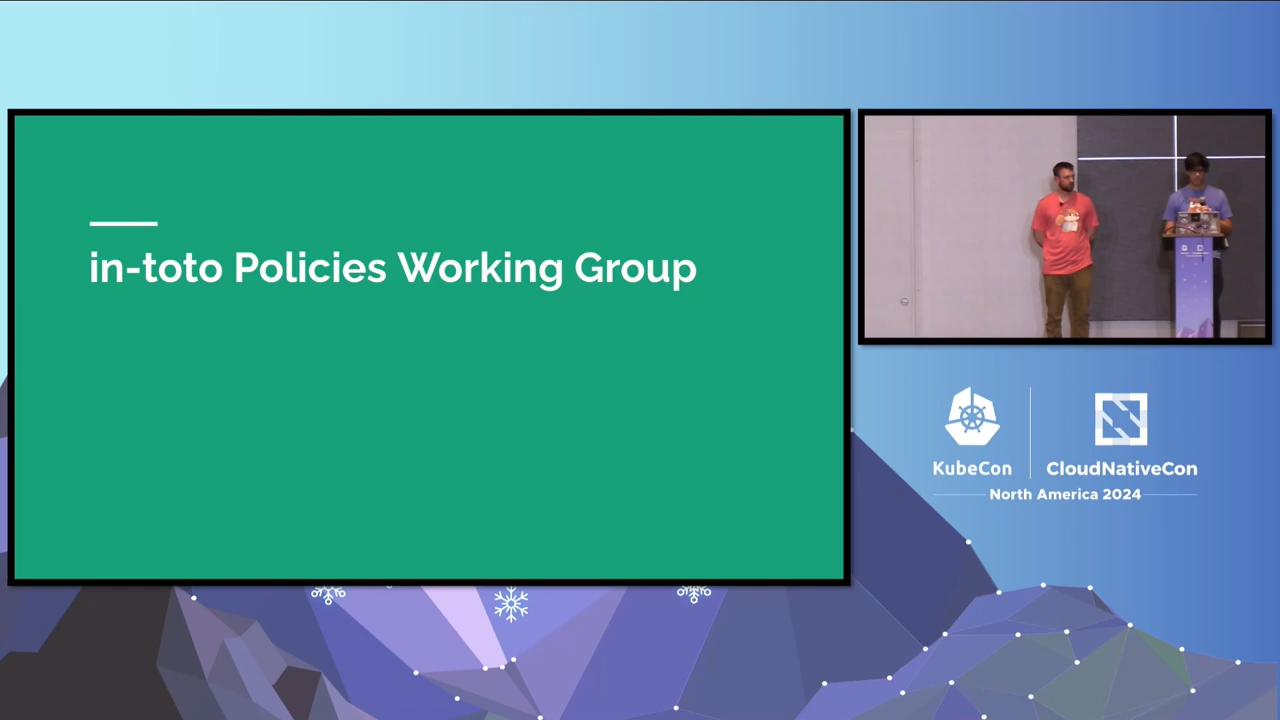 in-toto Policies Working Group
KubeCon
CloudNativeCon
North America 2024